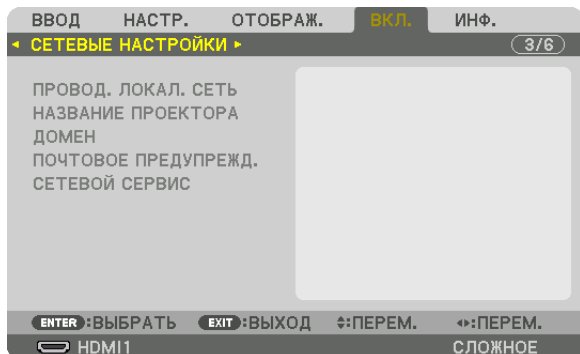 ВВОД НАСТР. ОТОБРАЖ. ВКЛ. ИНФ.
СЕТЕВЫЕ НАСТРОЙКИ 3/6
ПРОВОД. ЛОКАЛ. СЕТЬ
НАЗВАНИЕ ПРОЕКТОРА
ДОМЕН
ПОЧТОВОЕ ПРЕДУПРЕЖД.
СЕТЕВОЙ СЕРВИС
ENTER:ВЫБРАТЬ EXIT:ВЫХОД :ПЕРЕМ. :ПЕРЕМ.
HDMI1 СЛОЖНОЕ